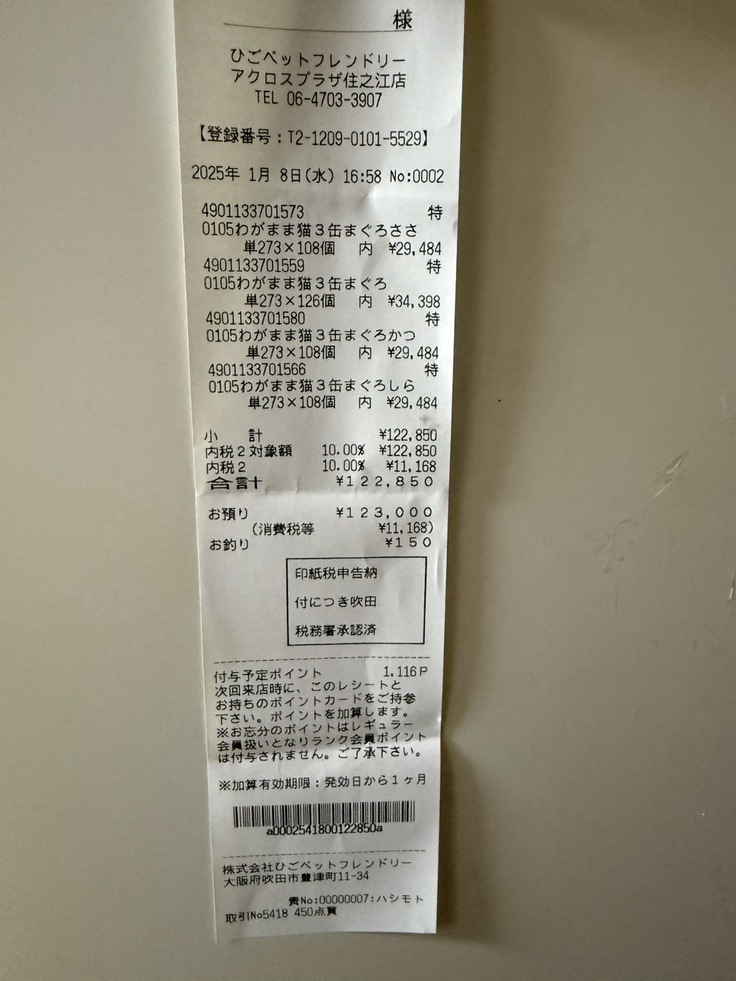 様
ひごペットフレンドリー
アクロスプラザ住之江店
TEL 06-4703-3907
【登録番号：T2-1209-0101-5529】
2025年 1月 8日(水) 16:58 No:0002
4901133701573 特
0105わがまま猫３缶まぐろささ
単273×108個 内 ¥29,484
4901133701559 特
0105わがまま猫３缶まぐろ
単273×126個 内 ¥34,398
4901133701580 特
0105わがまま猫３缶まぐろかつ
単273×108個 内 ¥29,484
4901133701566 特
0105わがまま猫３缶まぐろしら
単273×108個 内 ¥29,484
小 計 ¥122,850
内税２対象額 10.00% ¥122,850
内税２ 10.00% ¥11,168
合計 ¥１２２,８５０
お預り ¥１２３,０００
(消費税等 ¥11,168)
お釣り ¥１５０
印紙税申告納
付につき吹田
税務署承認済
付与予定ポイント 1,116P
次回来店時に、このレシートと
お持ちのポイントカードをご持参
下さい。ポイントを加算します。
※お忘分のポイントはレギュラー
会員扱いとなりランク会員ポイント
は付与されません。ご了承下さい。
※加算有効期限：発効日から１ヶ月
a0002541800122850a
株式会社ひごペットフレンドリー
大阪府吹田市豊津町11-34
責No:00000007:ハシモト
取引No5418 450点買